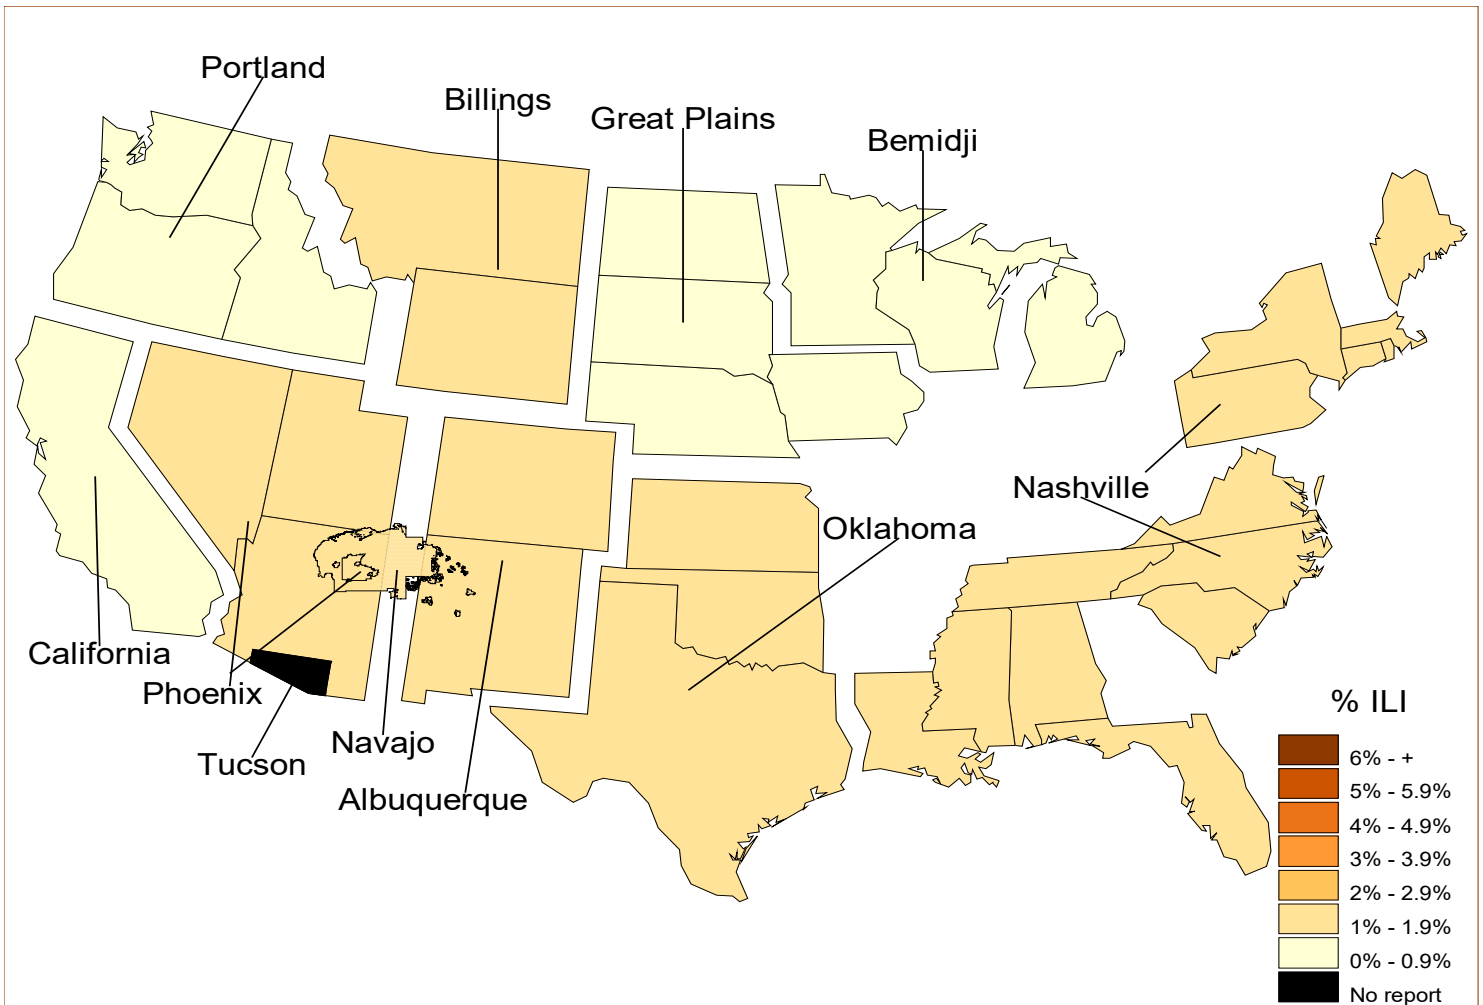 Portland
Billings
Great Plains
Bemidji
Nashville
Oklahoma
California
Phoenix
Navajo
Tucson
Albuquerque
% ILI
6% - +
5% - 5.9%
4% - 4.9%
3% - 3.9%
2% - 2.9%
1% - 1.9%
0% - 0.9%
No report